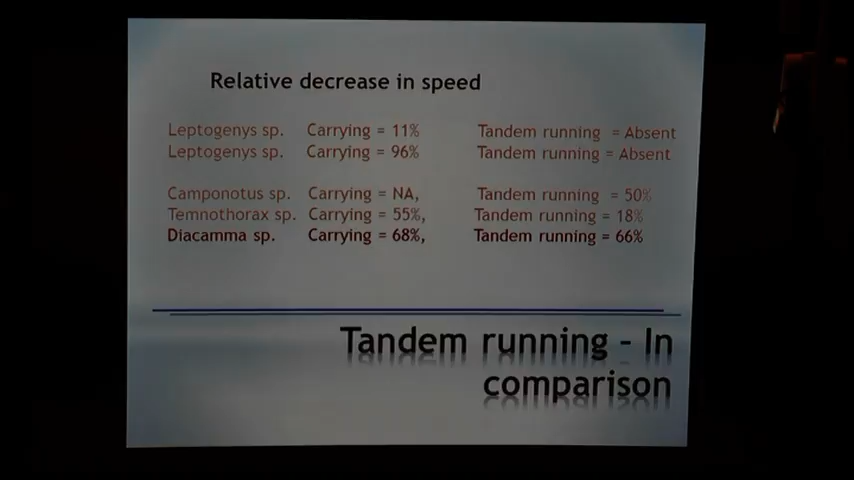 Relative decrease in speed
Leptogenys sp. Carrying = 11% Tandem running = Absent
Leptogenys sp. Carrying = 96% Tandem running = Absent
Camponotus sp. Carrying = NA, Tandem running = 50%
Temnothorax sp. Carrying = 55%, Tandem running = 18%
Diacamma sp. Carrying = 68%, Tandem running = 66%
Tandem running - In
comparison